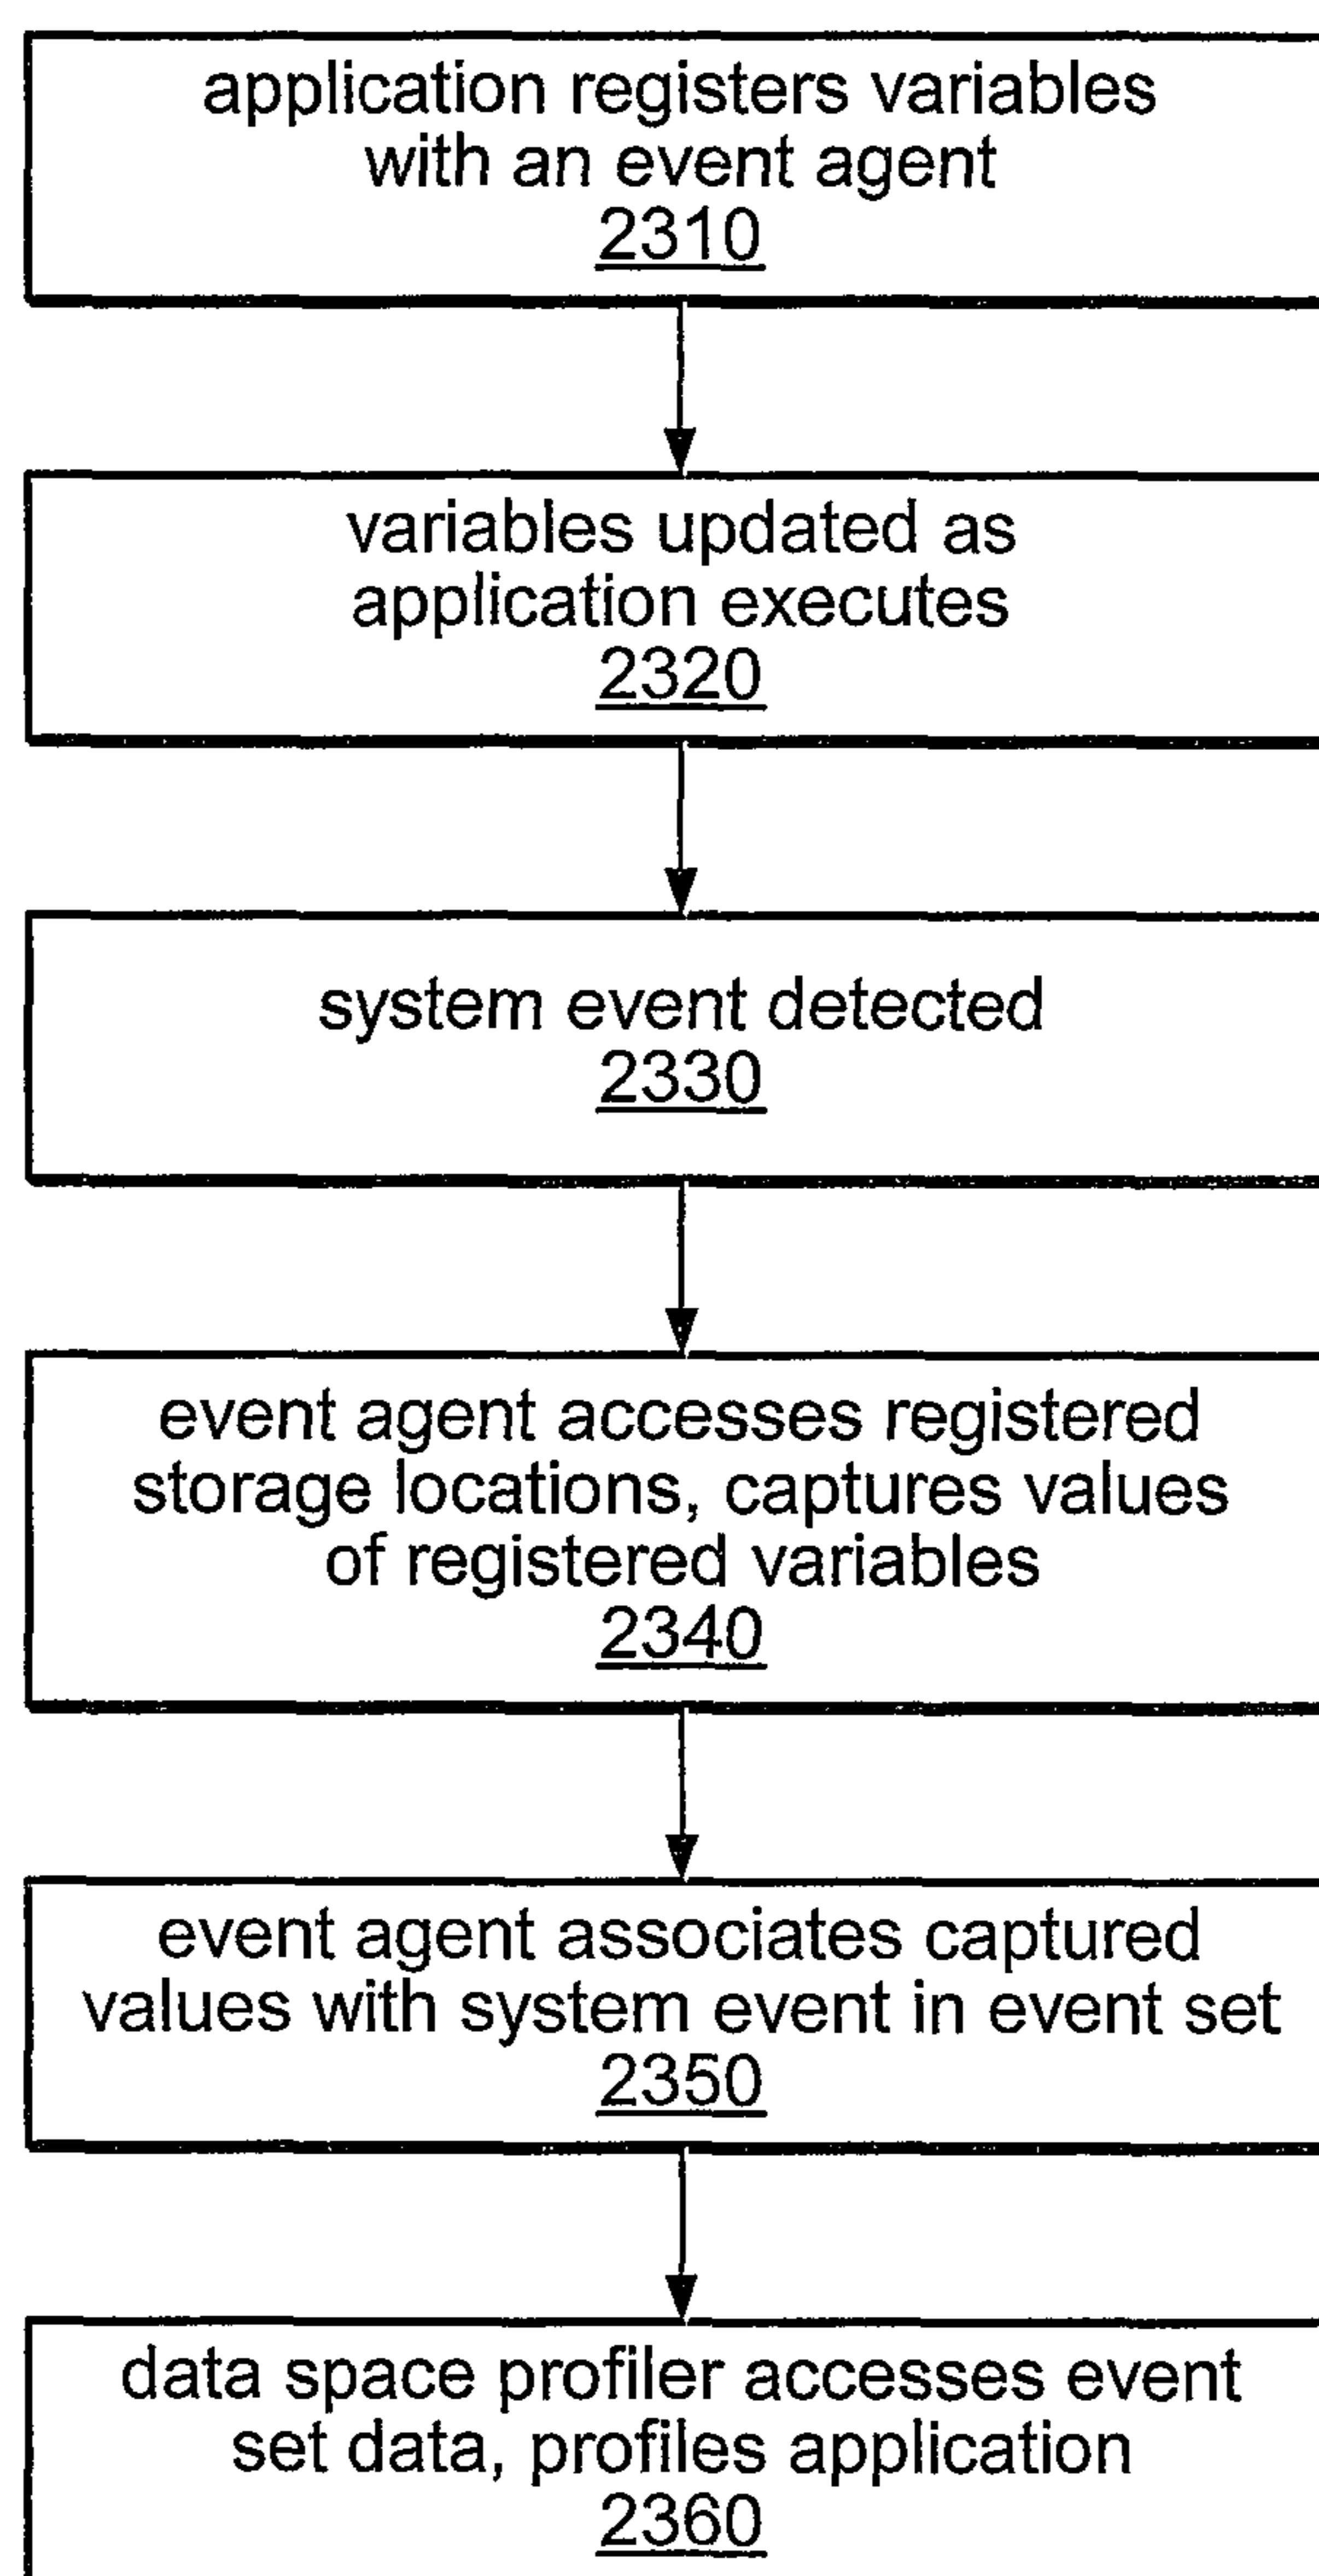 application registers variables
with an event agent
2310
variables updated as
application executes
2320
system event detected
2330
event agent accesses registered
storage locations, captures values
of registered variables
2340
event agent associates captured
values with system event in event set
2350
data space profiler accesses event
set data, profiles application
2360